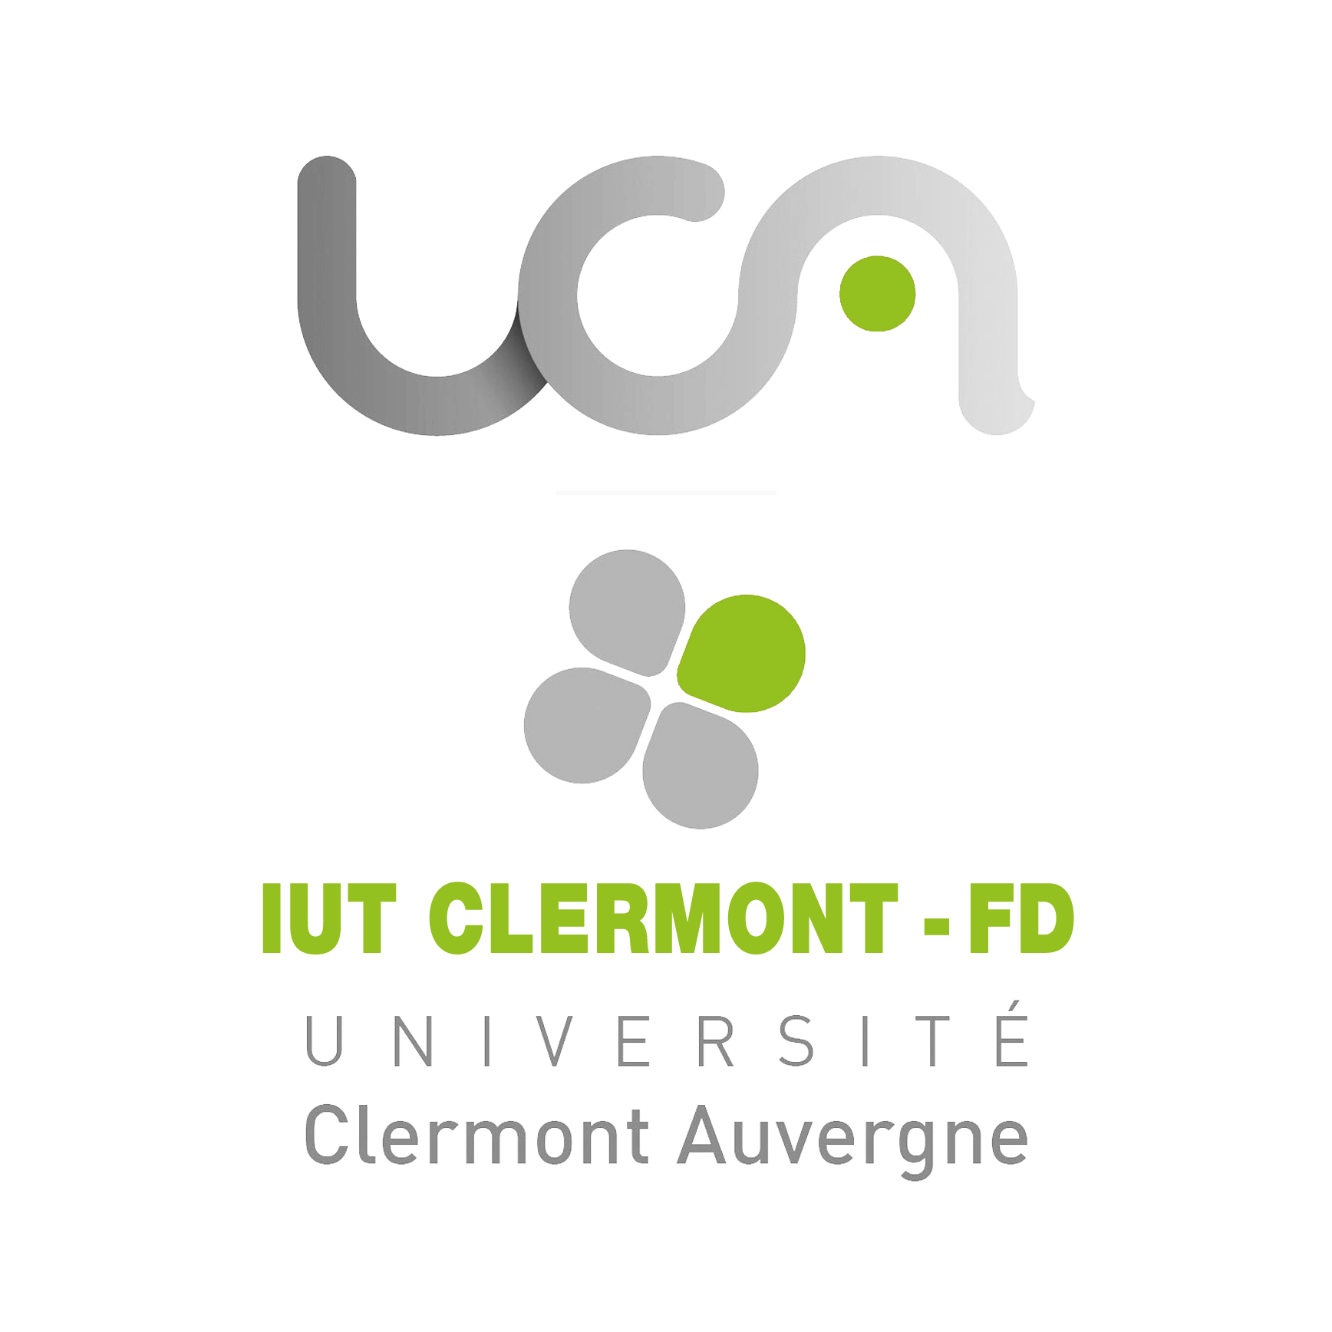 uca
IUT CLERMONT - FD
UNIVERSITÉ
Clermont Auvergne